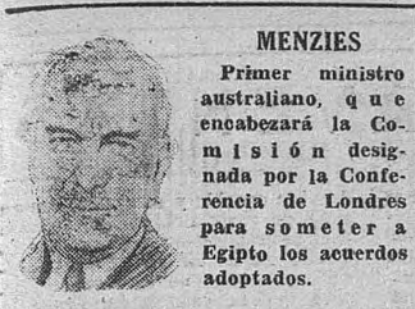 MENZIES
Primer ministro
australiano, que
encabezará la Co-
misión desig-
nada por la Confe-
rencia de Londres
para someter a
Egipto los acuerdos
adoptados.